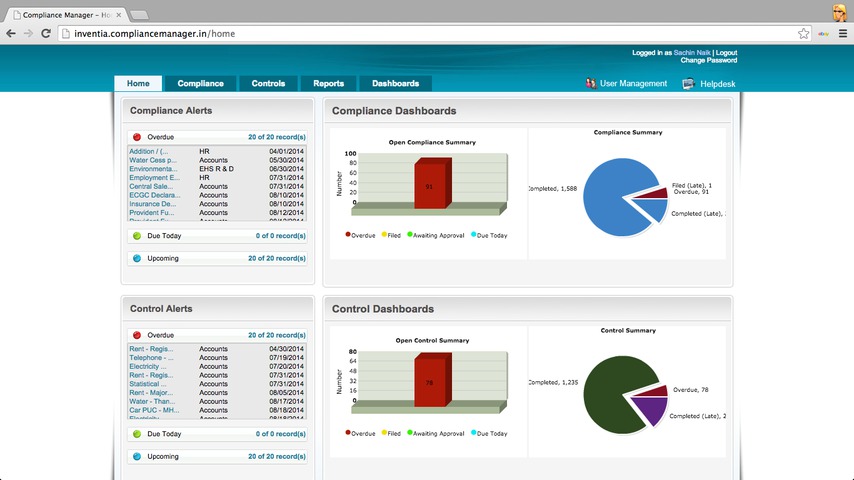 Compliance Manager - Ho
inventia.compliancemanager.in/home
ebay
Logged in as Sachin Naik | Logout
Change Password
Home Compliance Controls Reports Dashboards User Management Helpdesk
Compliance Alerts
Overdue 20 of 20 record(s)
Addition / (... HR 04/01/2014
Water Cess p... Accounts 05/30/2014
Environmenta... EHS R & D 06/30/2014
Employment E... HR 07/31/2014
Central Sale... Accounts 07/31/2014
ECGC Declara... Accounts 08/10/2014
Insurance De... Accounts 08/10/2014
Provident Fu... Accounts 08/12/2014
Due Today 0 of 0 record(s)
Upcoming 20 of 20 record(s)
Compliance Dashboards
Open Compliance Summary
Number
100
80
60
40
20
0
91
Overdue Filed Awaiting Approval Due Today
Compliance Summary
Completed, 1,588
Filed (Late), 1
Overdue, 91
Completed (Late),
Control Alerts
Overdue 20 of 20 record(s)
Rent - Regis... Accounts 04/30/2014
Telephone - ... Accounts 07/19/2014
Electricity ... Accounts 07/20/2014
Rent - Regis... Accounts 07/31/2014
Statistical ... Accounts 07/31/2014
Rent - Major... Accounts 08/05/2014
Water - Than... Accounts 08/17/2014
Car PUC - MH... Accounts 08/18/2014
Due Today 0 of 0 record(s)
Upcoming 20 of 20 record(s)
Control Dashboards
Open Control Summary
Number
80
64
48
32
16
0
78
Overdue Filed Awaiting Approval Due Today
Control Summary
Completed, 1,235
Overdue, 78
Completed (Late), 2